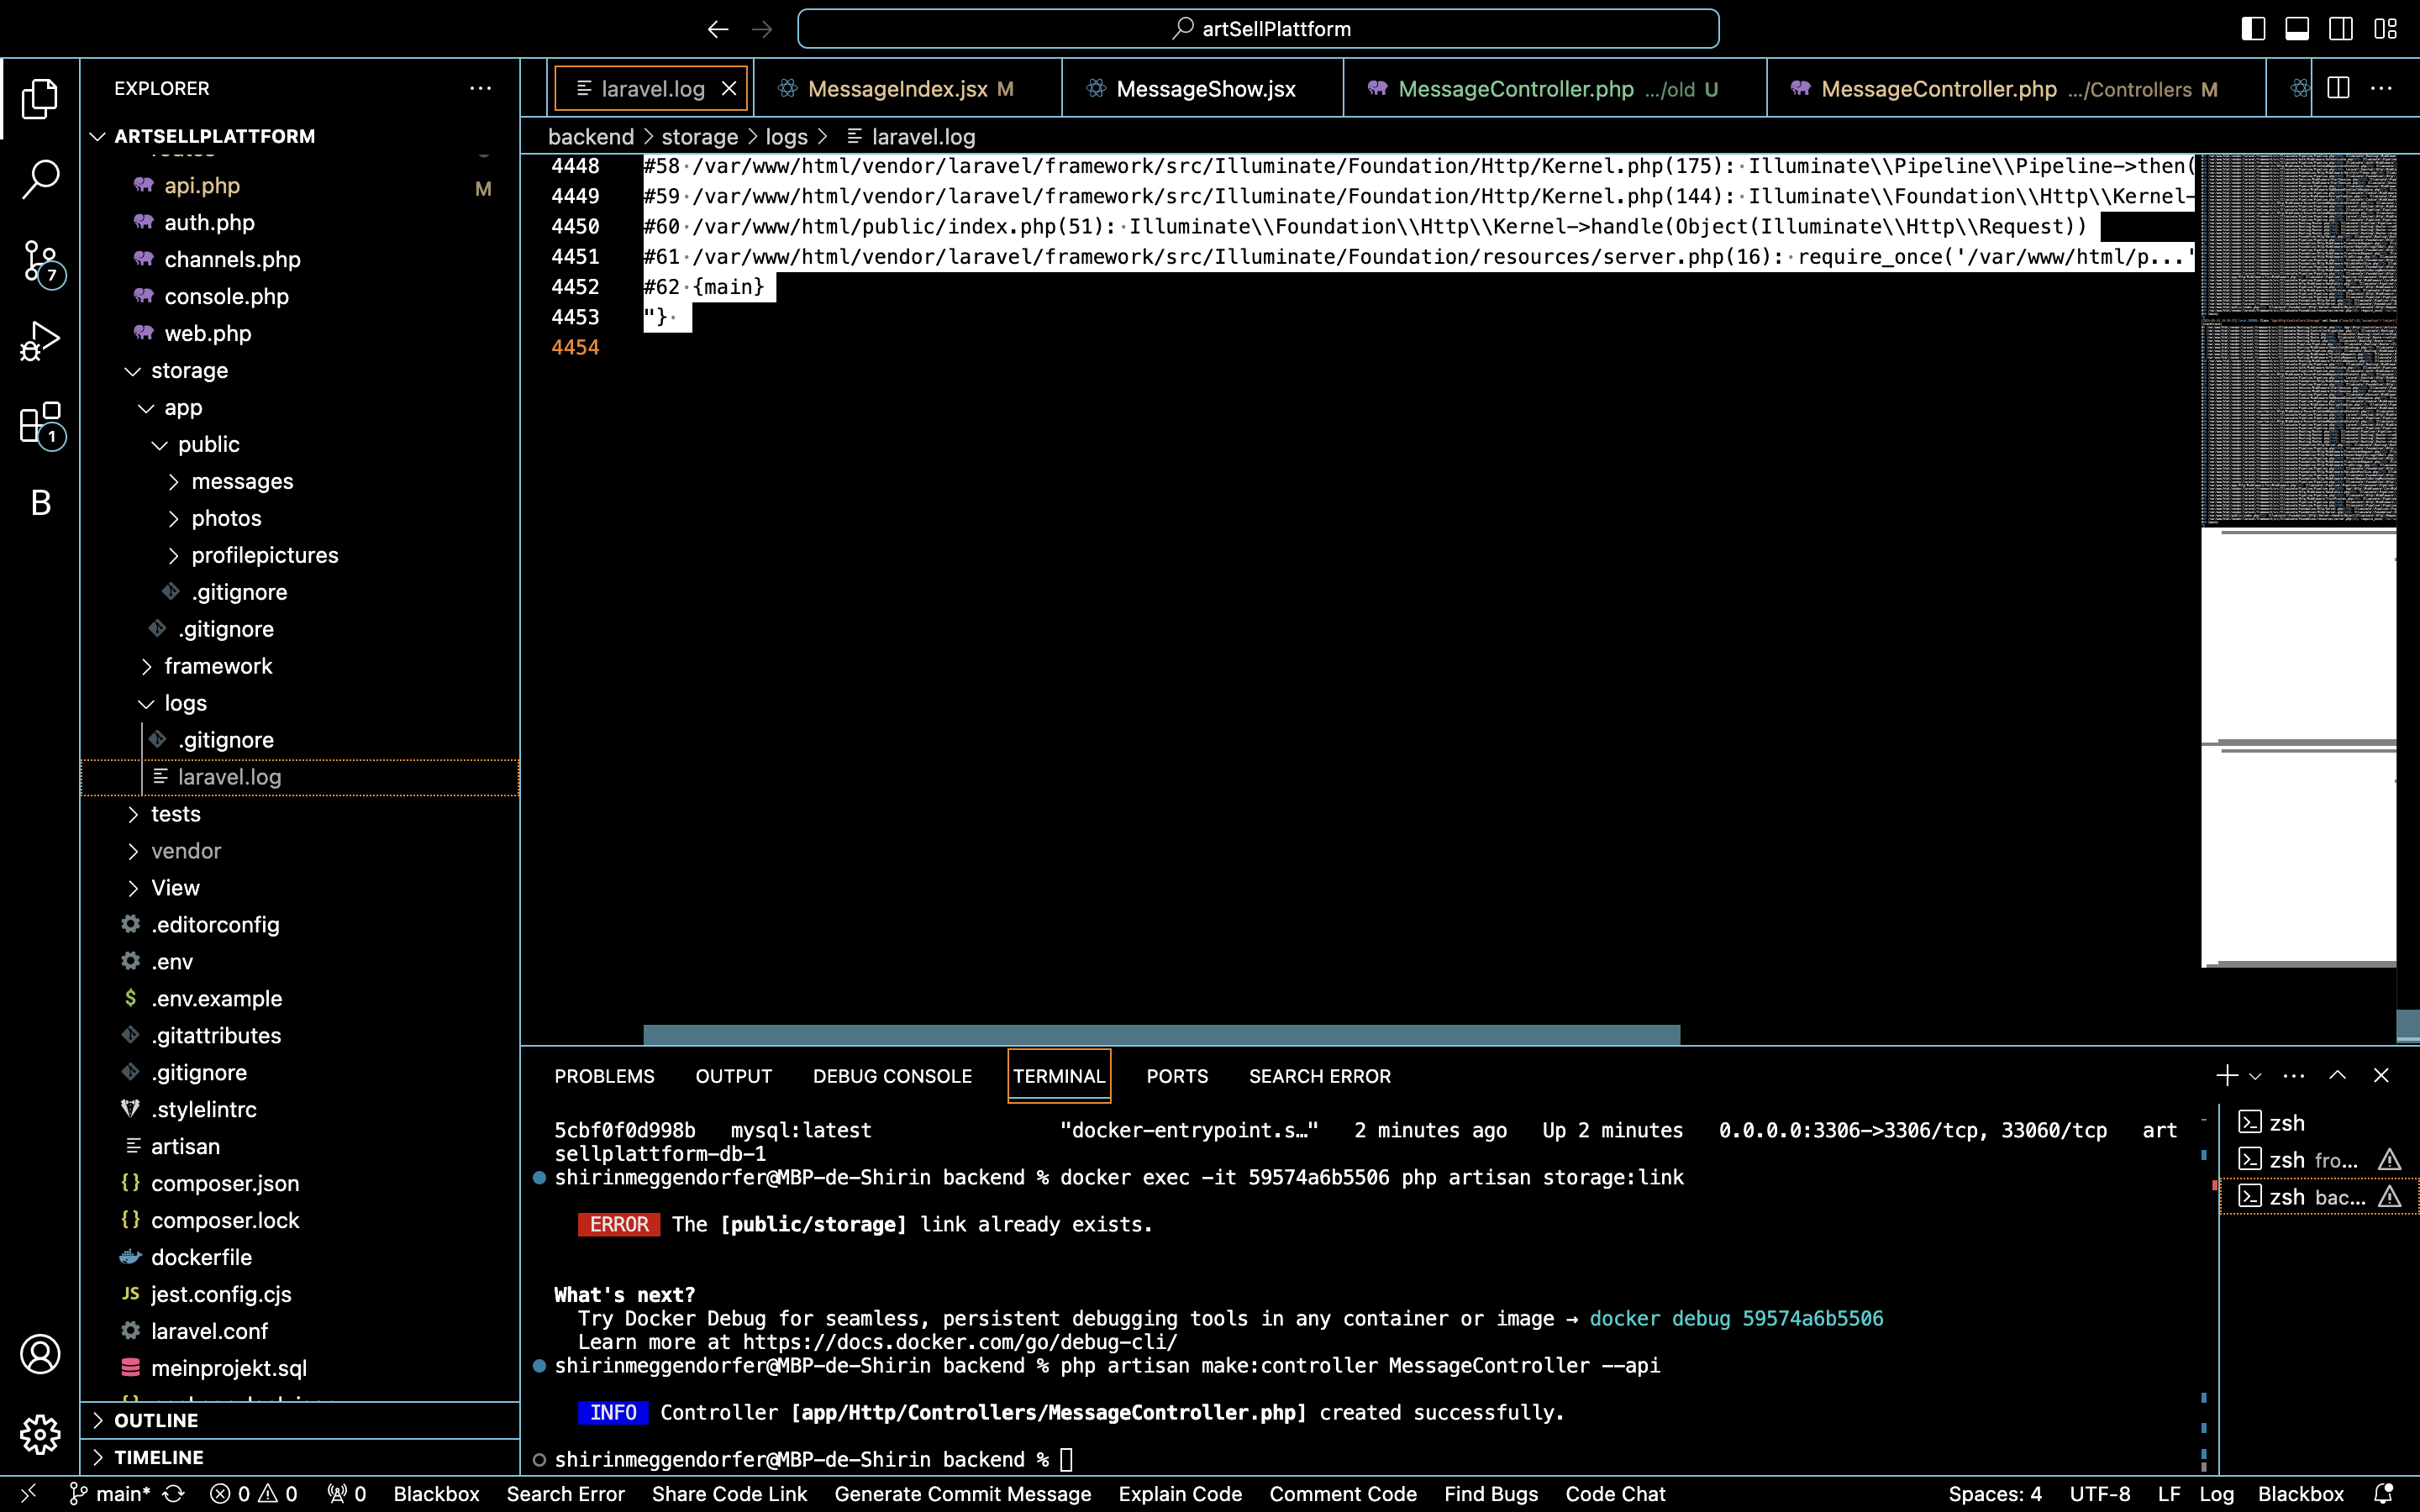 artSellPlattform
EXPLORER
laravel.log
MessageIndex.jsx M
MessageShow.jsx
MessageController.php .../old U
MessageController.php .../Controllers M
ARTSELLPLATTFORM
backend > storage > logs > laravel.log
api.php M
auth.php
channels.php
console.php
web.php
storage
app
public
messages
photos
profilepictures
.gitignore
.gitignore
framework
logs
.gitignore
laravel.log
tests
vendor
View
.editorconfig
.env
.env.example
.gitattributes
.gitignore
.stylelintrc
artisan
composer.json
composer.lock
dockerfile
jest.config.cjs
laravel.conf
meinprojekt.sql
OUTLINE
TIMELINE
7
1
B
4448 #58 /var/www/html/vendor/laravel/framework/src/Illuminate/Foundation/Http/Kernel.php(175): Illuminate\\Pipeline\\Pipeline->then(
4449 #59 /var/www/html/vendor/laravel/framework/src/Illuminate/Foundation/Http/Kernel.php(144): Illuminate\\Foundation\\Http\\Kernel-
4450 #60 /var/www/html/public/index.php(51): Illuminate\\Foundation\\Http\\Kernel->handle(Object(Illuminate\\Http\\Request))
4451 #61 /var/www/html/vendor/laravel/framework/src/Illuminate/Foundation/resources/server.php(16): require_once('/var/www/html/p...'
4452 #62 {main}
4453 "}
4454
PROBLEMS OUTPUT DEBUG CONSOLE TERMINAL PORTS SEARCH ERROR
5cbf0f0d998b mysql:latest "docker-entrypoint.s…" 2 minutes ago Up 2 minutes 0.0.0.0:3306->3306/tcp, 33060/tcp art
sellplattform-db-1
shirinmeggendorfer@MBP-de-Shirin backend % docker exec -it 59574a6b5506 php artisan storage:link
ERROR The [public/storage] link already exists.
What's next?
Try Docker Debug for seamless, persistent debugging tools in any container or image → docker debug 59574a6b5506
Learn more at https://docs.docker.com/go/debug-cli/
shirinmeggendorfer@MBP-de-Shirin backend % php artisan make:controller MessageController --api
INFO Controller [app/Http/Controllers/MessageController.php] created successfully.
shirinmeggendorfer@MBP-de-Shirin backend %
zsh
zsh fro...
zsh bac...
main* 0 0 0 Blackbox Search Error Share Code Link Generate Commit Message Explain Code Comment Code Find Bugs Code Chat Spaces: 4 UTF-8 LF Log Blackbox